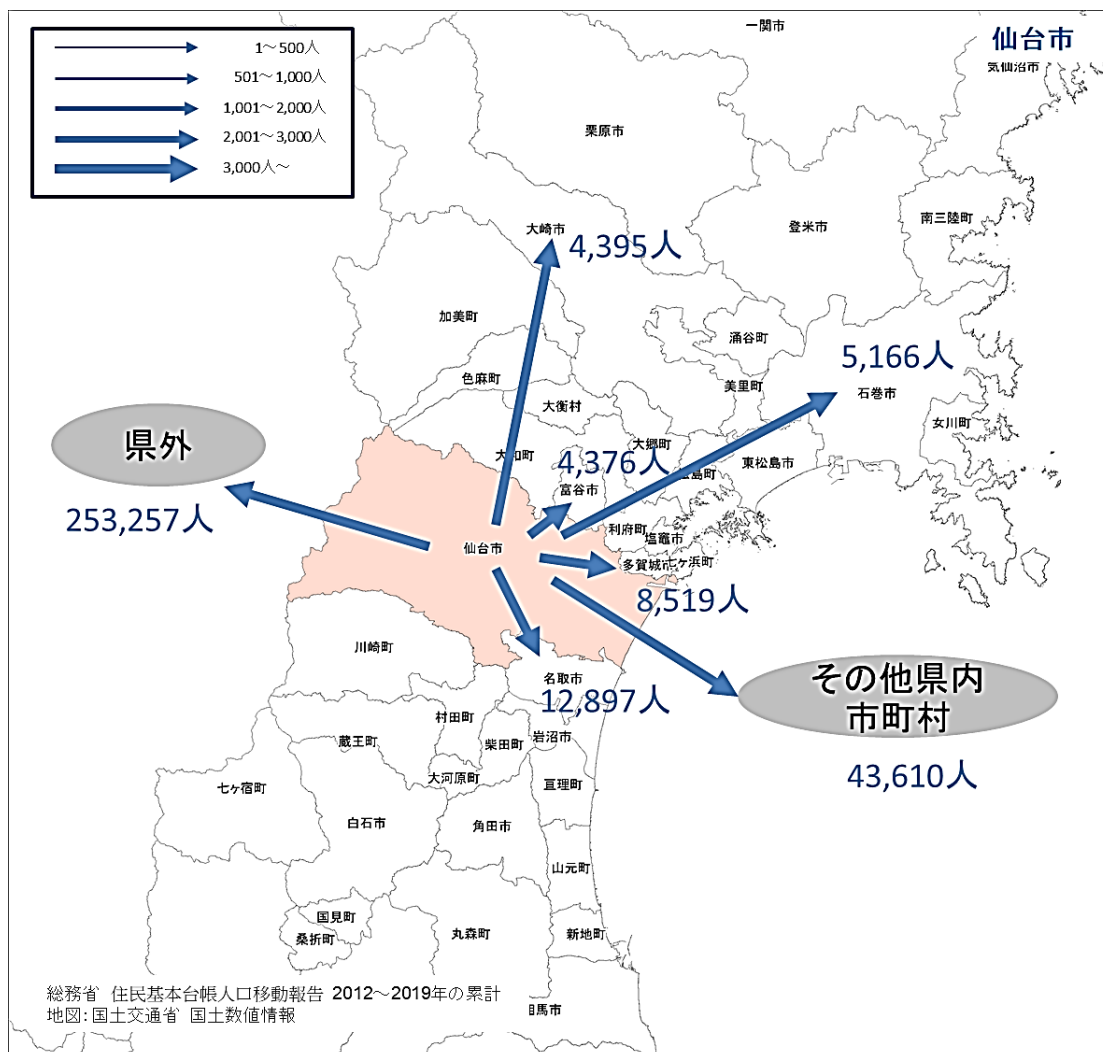 1～500人
501～1,000人
1,001～2,000人
2,001～3,000人
3,000人～
仙台市
一関市
気仙沼市
栗原市
南三陸町
登米市
大崎市
4,395人
加美町
涌谷町
5,166人
色麻町
美里町
石巻市
大衡村
女川町
県外
大郷町
大和町
4,376人
東松島市
島町
富谷市
253,257人
利府町
塩竈市
仙台市
多賀城市
七ヶ浜町
8,519人
川崎町
名取市
その他県内
市町村
12,897人
村田町
岩沼市
蔵王町
柴田町
43,610人
大河原町
七ヶ宿町
亘理町
白石市
角田市
山元町
国見町
丸森町
新地町
桑折町
総務省 住民基本台帳人口移動報告 2012～2019年の累計
地図：国土交通省 国土数値情報
相馬市